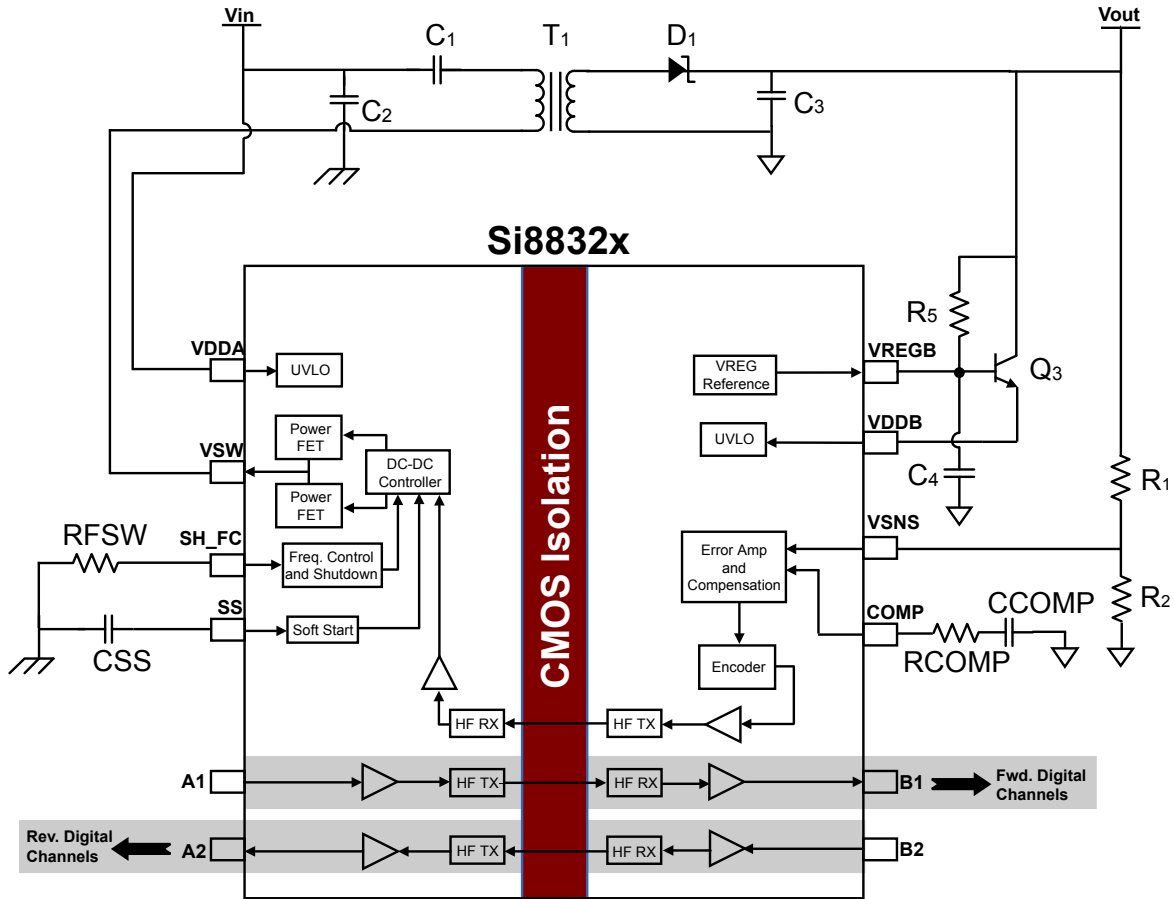 Vin
Vout
C1
T1
D1
C2
C3
Si8832x
R5
VDDA
UVLO
VREG
Reference
VREGB
Q3
Power
FET
VSW
DC-DC
Controller
Power
FET
UVLO
VDDB
C4
R1
RFSW
SH_FC
Freq. Control
and Shutdown
CMOS Isolation
Error Amp
and
Compensation
VSNS
SS
Soft Start
CSS
COMP
CCOMP
R2
RCOMP
Encoder
HF RX
HF TX
A1
HF TX
HF RX
B1
Fwd. Digital
Channels
Rev. Digital
Channels
A2
HF TX
HF RX
B2